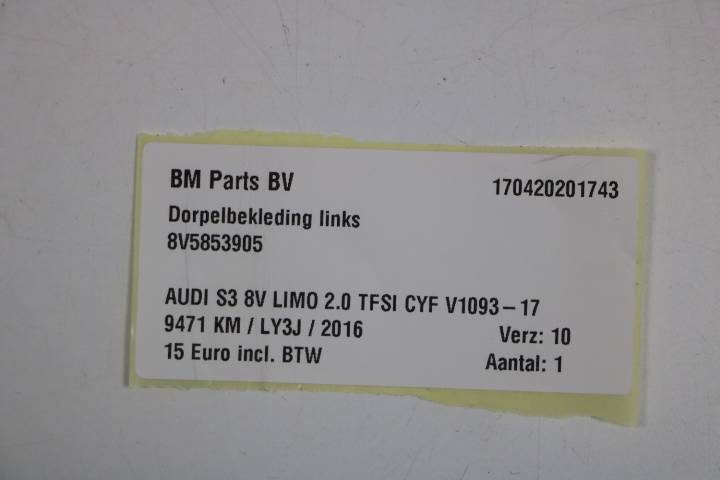 BM Parts BV 170420201743
Dorpelbekleding links
8V5853905
AUDI S3 8V LIMO 2.0 TFSI CYF V1093-17
9471 KM / LY3J / 2016 Verz: 10
15 Euro incl. BTW Aantal: 1